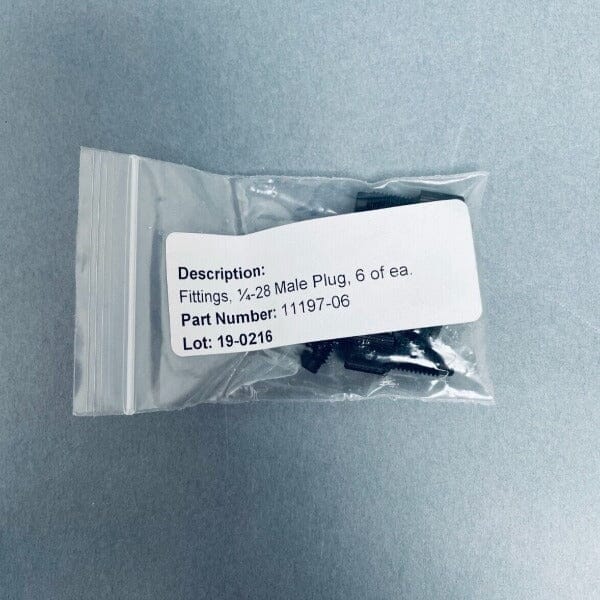 Description:
Fittings, ¼-28 Male Plug, 6 of ea.
Part Number: 11197-06
Lot: 19-0216